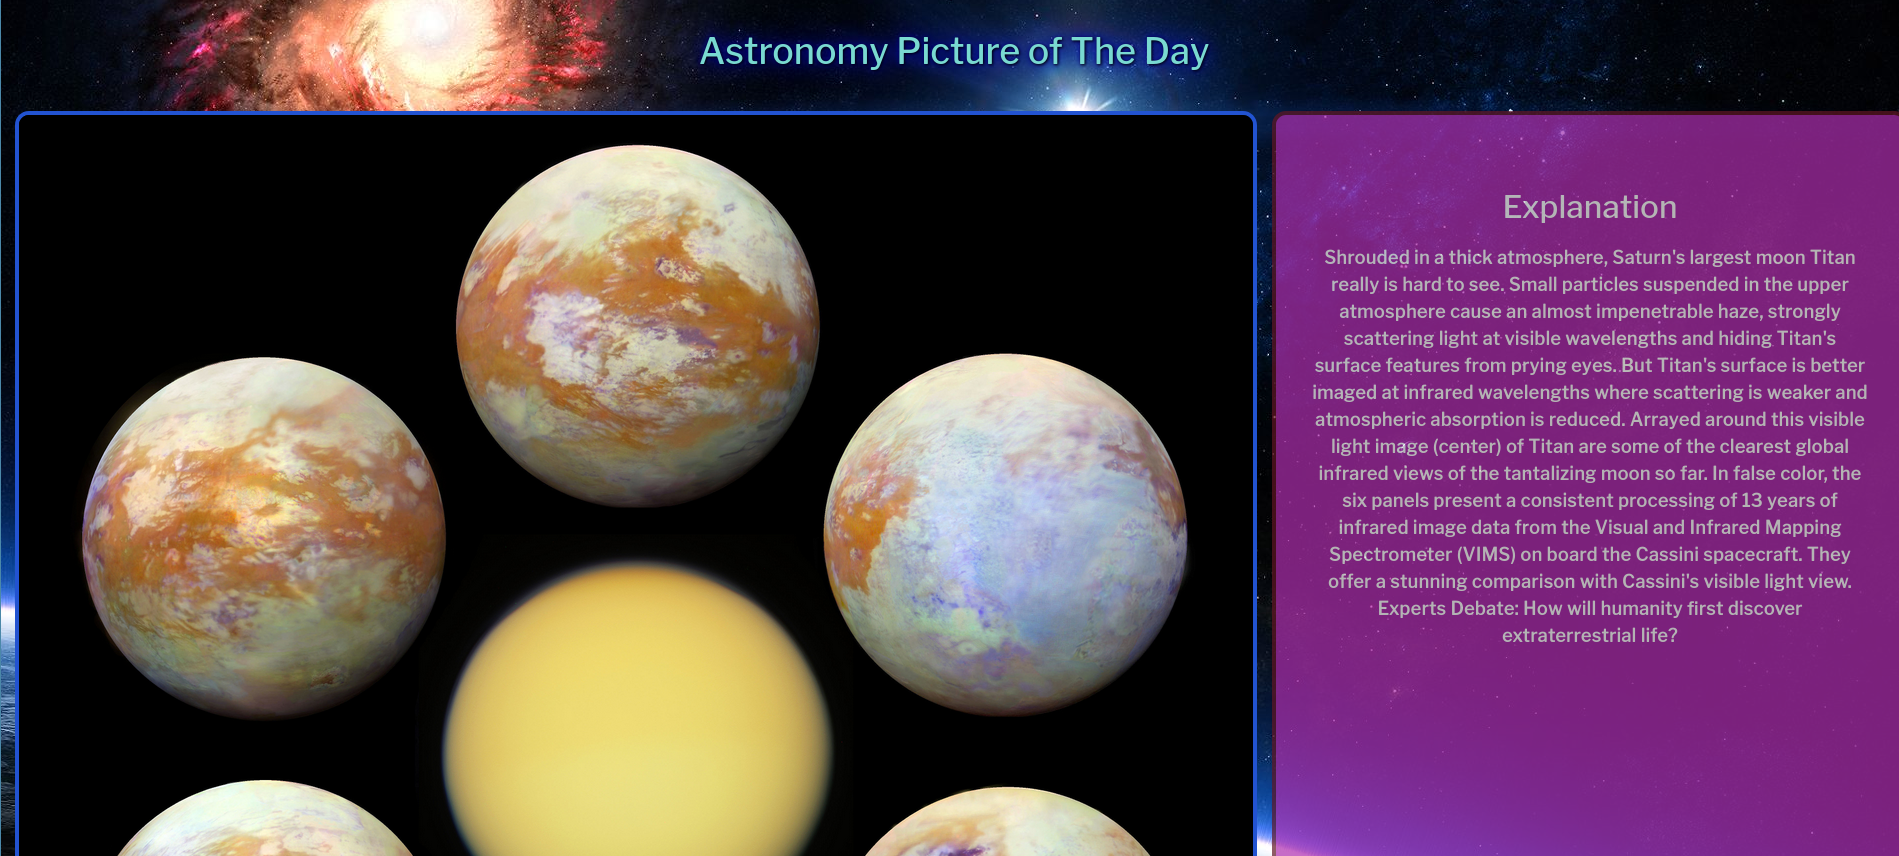 Astronomy Picture of The Day
Explanation
Shrouded in a thick atmosphere, Saturn's largest moon Titan
really is hard to see. Small particles suspended in the upper
atmosphere cause an almost impenetrable haze, strongly
scattering light at visible wavelengths and hiding Titan's
surface features from prying eyes. But Titan's surface is better
imaged at infrared wavelengths where scattering is weaker and
atmospheric absorption is reduced. Arrayed around this visible
light image (center) of Titan are some of the clearest global
infrared views of the tantalizing moon so far. In false color, the
six panels present a consistent processing of 13 years of
infrared image data from the Visual and Infrared Mapping
Spectrometer (VIMS) on board the Cassini spacecraft. They
offer a stunning comparison with Cassini's visible light view.
Experts Debate: How will humanity first discover
extraterrestrial life?